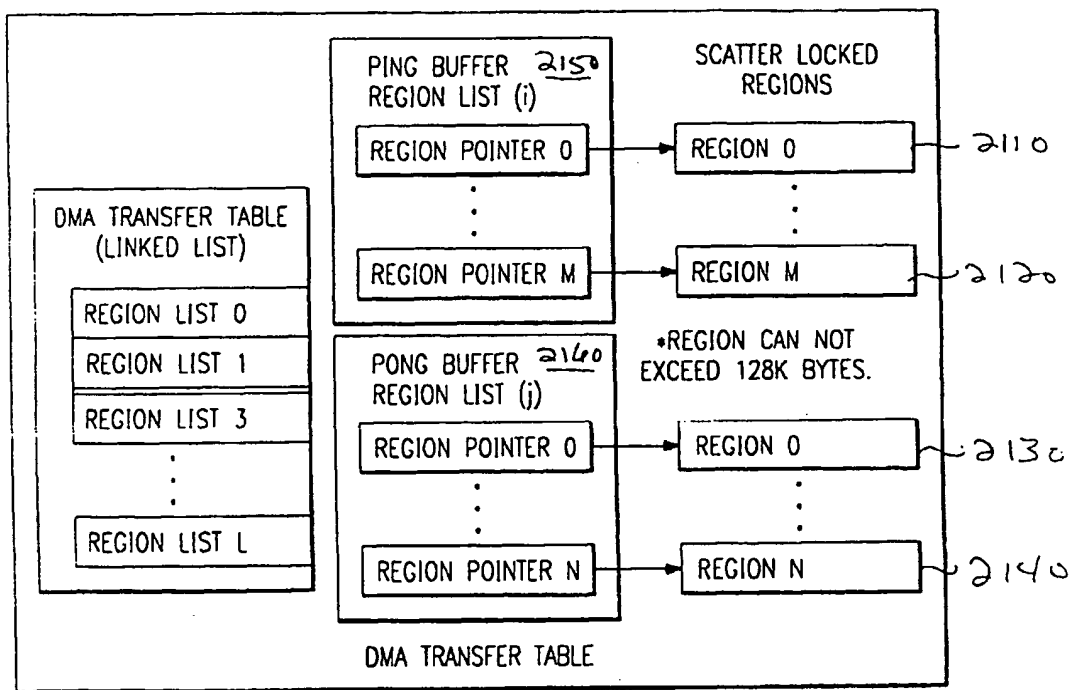 DMA TRANSFER TABLE
(LINKED LIST)
REGION LIST 0
REGION LIST 1
REGION LIST 3
REGION LIST L
PING BUFFER 2150
REGION LIST (i)
REGION POINTER 0
REGION POINTER M
PONG BUFFER 2160
REGION LIST (j)
REGION POINTER 0
REGION POINTER N
SCATTER LOCKED
REGIONS
REGION 0
2110
REGION M
2120
*REGION CAN NOT
EXCEED 128K BYTES.
REGION 0
2130
REGION N
2140
DMA TRANSFER TABLE